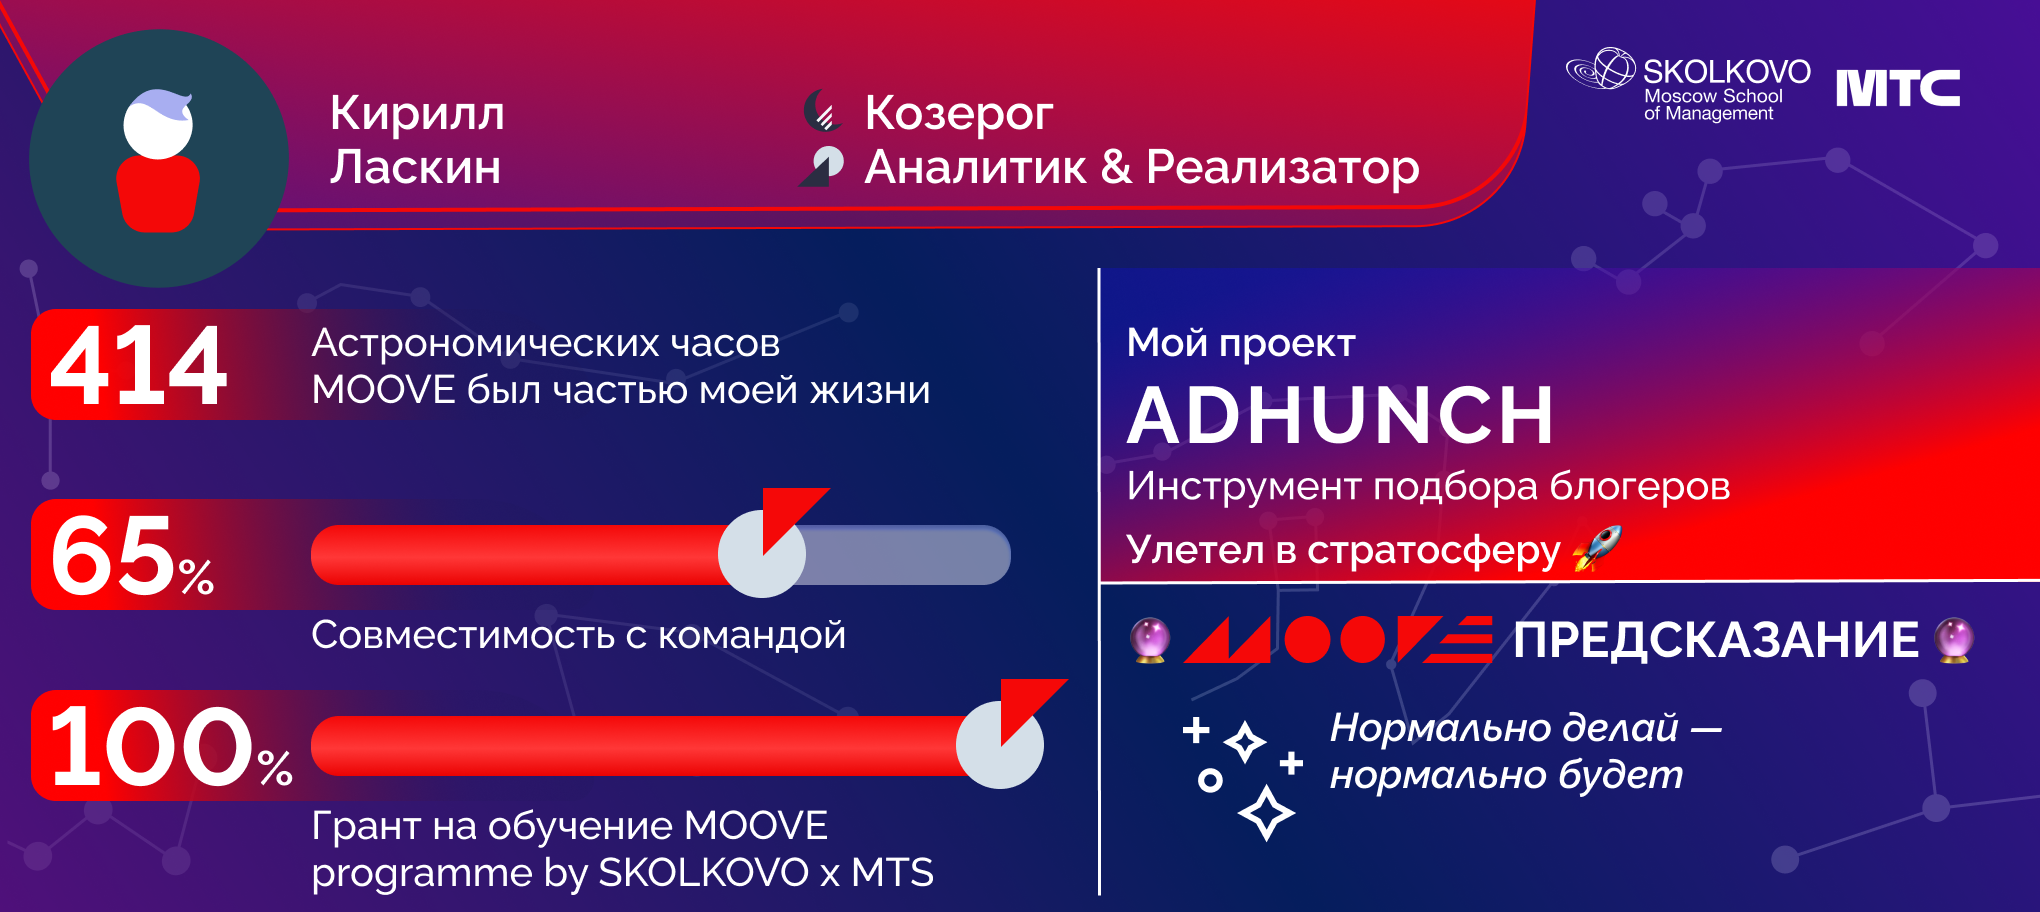 Кирилл
Ласкин
Козерог
Аналитик & Реализатор
SKOLKOVO
Moscow School
of Management
МТС
414
Астрономических часов
MOOVE был частью моей жизни
65%
Совместимость с командой
100%
Грант на обучение MOOVE
programme by SKOLKOVO x MTS
Мой проект
ADHUNCH
Инструмент подбора блогеров
Улетел в стратосферу 🚀
🔮 MOOVE ПРЕДСКАЗАНИЕ 🔮
Нормально делай —
нормально будет